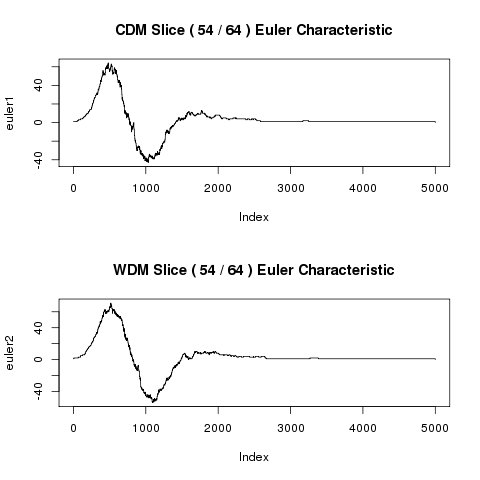 CDM Slice ( 54 / 64 ) Euler Characteristic
euler1
40
0
-40
0 1000 2000 3000 4000 5000
Index
WDM Slice ( 54 / 64 ) Euler Characteristic
euler2
40
0
-40
0 1000 2000 3000 4000 5000
Index